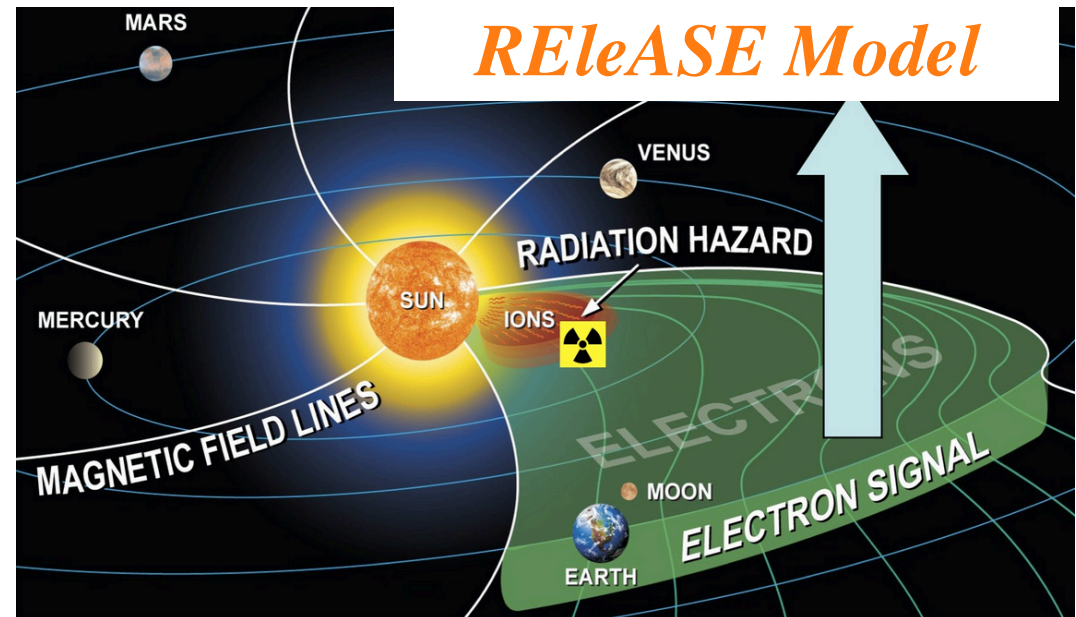 REleASE Model
MARS
VENUS
RADIATION HAZARD
SUN
IONS
MERCURY
MAGNETIC FIELD LINES
ELECTRONS
MOON
ELECTRON SIGNAL
EARTH